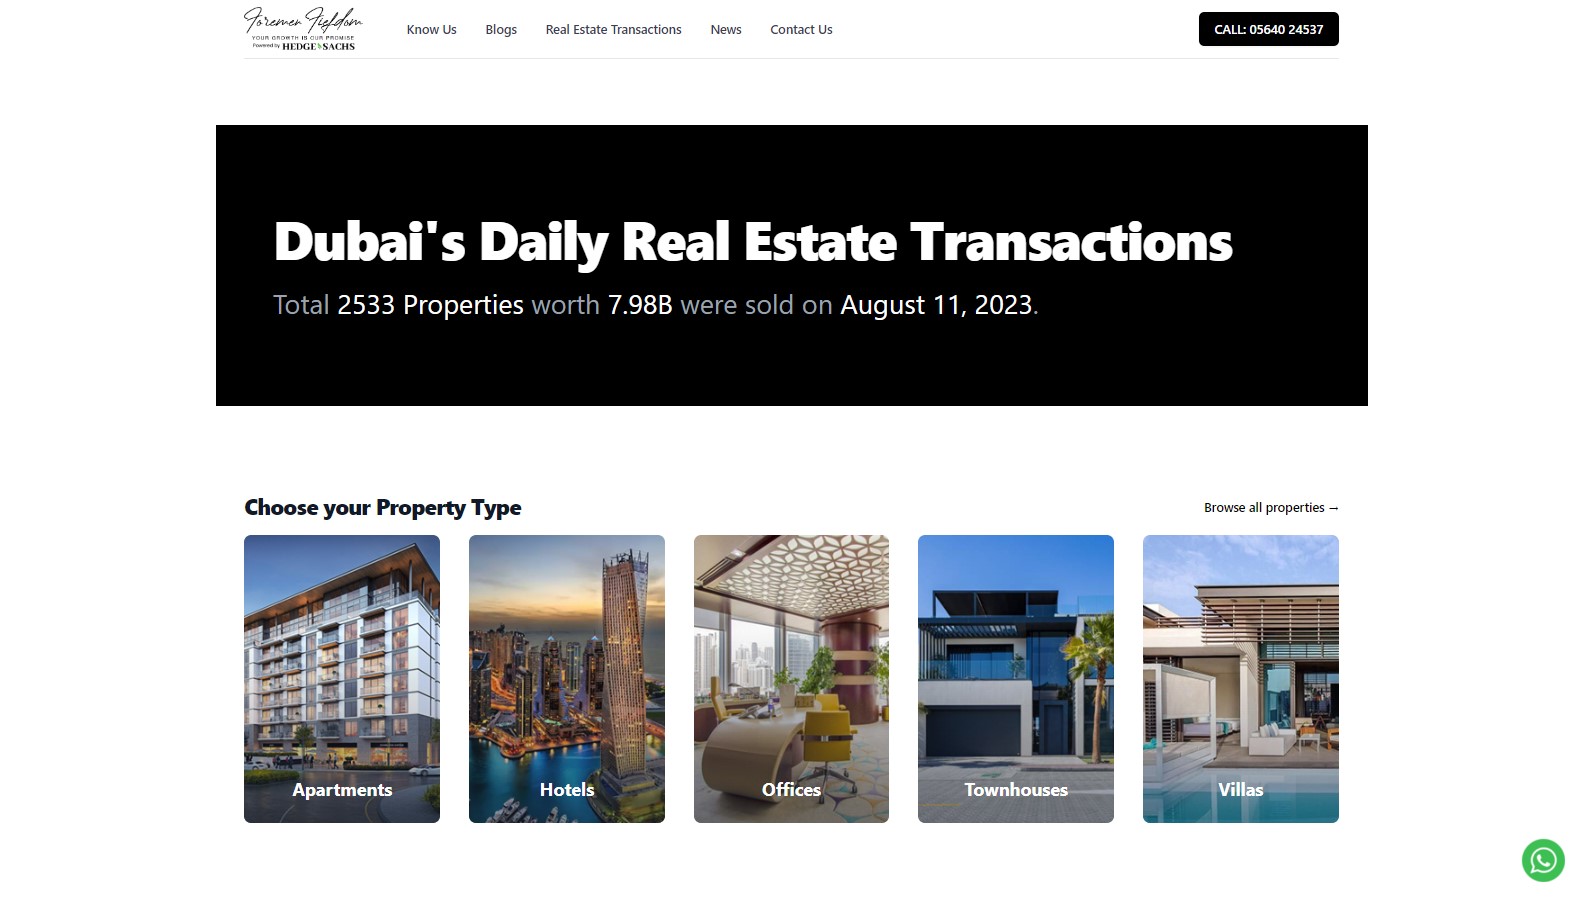 Foremen Fiefdom
YOUR GROWTH IS OUR PROMISE
Powered by HEDGE & SACHS
Know Us
Blogs
Real Estate Transactions
News
Contact Us
CALL: 05640 24537
Dubai's Daily Real Estate Transactions
Total 2533 Properties worth 7.98B were sold on August 11, 2023.
Choose your Property Type
Browse all properties →
Apartments
Hotels
Offices
Townhouses
Villas